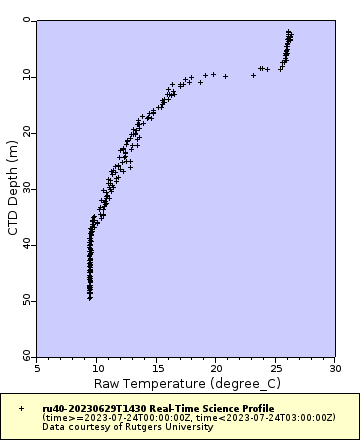 0
10
20
30
40
50
60
CTD Depth (m)
5
10
15
20
25
30
Raw Temperature (degree_C)
+ ru40-20230629T1430 Real-Time Science Profile
(time>=2023-07-24T00:00:00Z, time<2023-07-24T03:00:00Z)
Data courtesy of Rutgers University